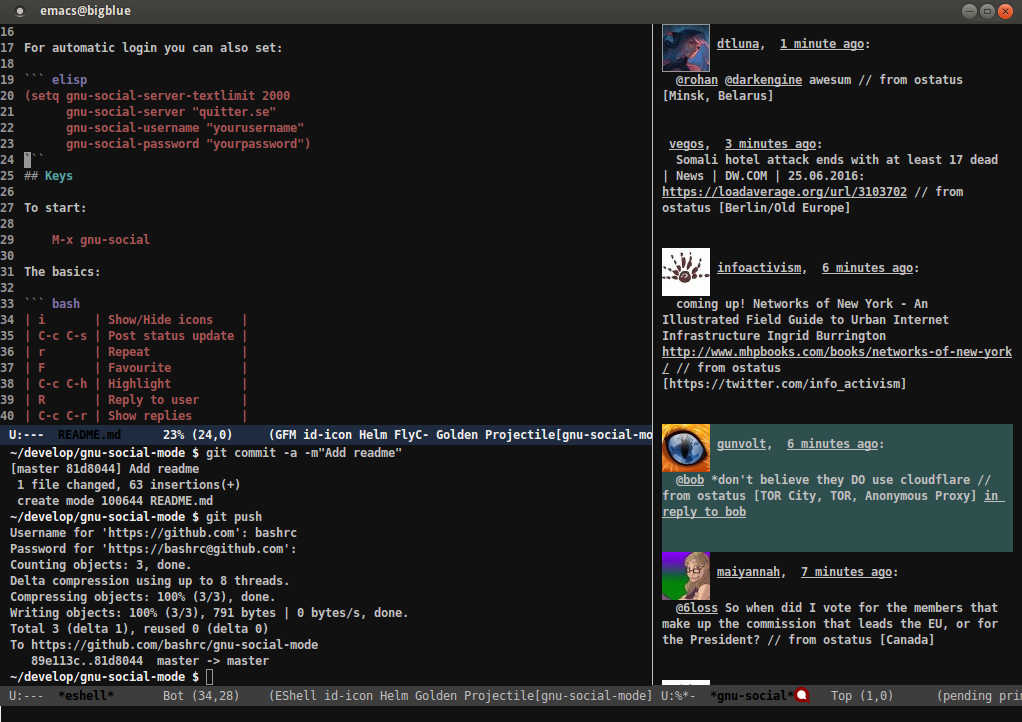 emacs@bigblue
16
17 For automatic login you can also set:
18
19 ``` elisp
20 (setq gnu-social-server-textlimit 2000
21       gnu-social-server "quitter.se"
22       gnu-social-username "yourusername"
23       gnu-social-password "yourpassword")
24 ```
25 ## Keys
26
27 To start:
28
29     M-x gnu-social
30
31 The basics:
32
33 ``` bash
34 | i       | Show/Hide icons    |
35 | C-c C-s | Post status update |
36 | r       | Repeat             |
37 | F       | Favourite          |
38 | C-c C-h | Highlight          |
39 | R       | Reply to user      |
40 | C-c C-r | Show replies       |
U:---  README.md      23% (24,0)     (GFM id-icon Helm FlyC- Golden Projectile[gnu-social-mo
~/develop/gnu-social-mode $ git commit -a -m"Add readme"
[master 81d8044] Add readme
 1 file changed, 63 insertions(+)
 create mode 100644 README.md
~/develop/gnu-social-mode $ git push
Username for 'https://github.com': bashrc
Password for 'https://bashrc@github.com':
Counting objects: 3, done.
Delta compression using up to 8 threads.
Compressing objects: 100% (3/3), done.
Writing objects: 100% (3/3), 791 bytes | 0 bytes/s, done.
Total 3 (delta 1), reused 0 (delta 0)
To https://github.com/bashrc/gnu-social-mode
   89e113c..81d8044  master -> master
~/develop/gnu-social-mode $
U:---  *eshell*       Bot (34,28)    (EShell id-icon Helm Golden Projectile[gnu-social-mode]
dtluna,  1 minute ago:
@rohan @darkengine awesum // from ostatus
[Minsk, Belarus]
vegos,  3 minutes ago:
Somali hotel attack ends with at least 17 dead
| News | DW.COM | 25.06.2016:
https://loadaverage.org/url/3103702 // from
ostatus [Berlin/Old Europe]
infoactivism,  6 minutes ago:
coming up! Networks of New York - An
Illustrated Field Guide to Urban Internet
Infrastructure Ingrid Burrington
http://www.mhpbooks.com/books/networks-of-new-york
/ // from ostatus
[https://twitter.com/info_activism]
gunvolt,  6 minutes ago:
@bob *don't believe they DO use cloudflare //
from ostatus [TOR City, TOR, Anonymous Proxy] in
reply to bob
maiyannah,  7 minutes ago:
@6loss So when did I vote for the members that
make up the commission that leads the EU, or for
the President? // from ostatus [Canada]
U:%*-  *gnu-social*   Top (1,0)      (pending prin